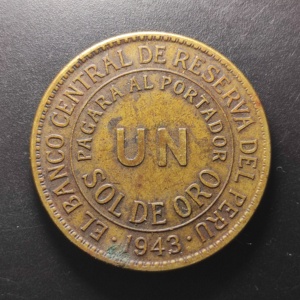 EL BANCO CENTRAL DE RESERVA DEL PERU
· 1943 ·
PAGARA AL PORTADOR
UN
SOL DE ORO